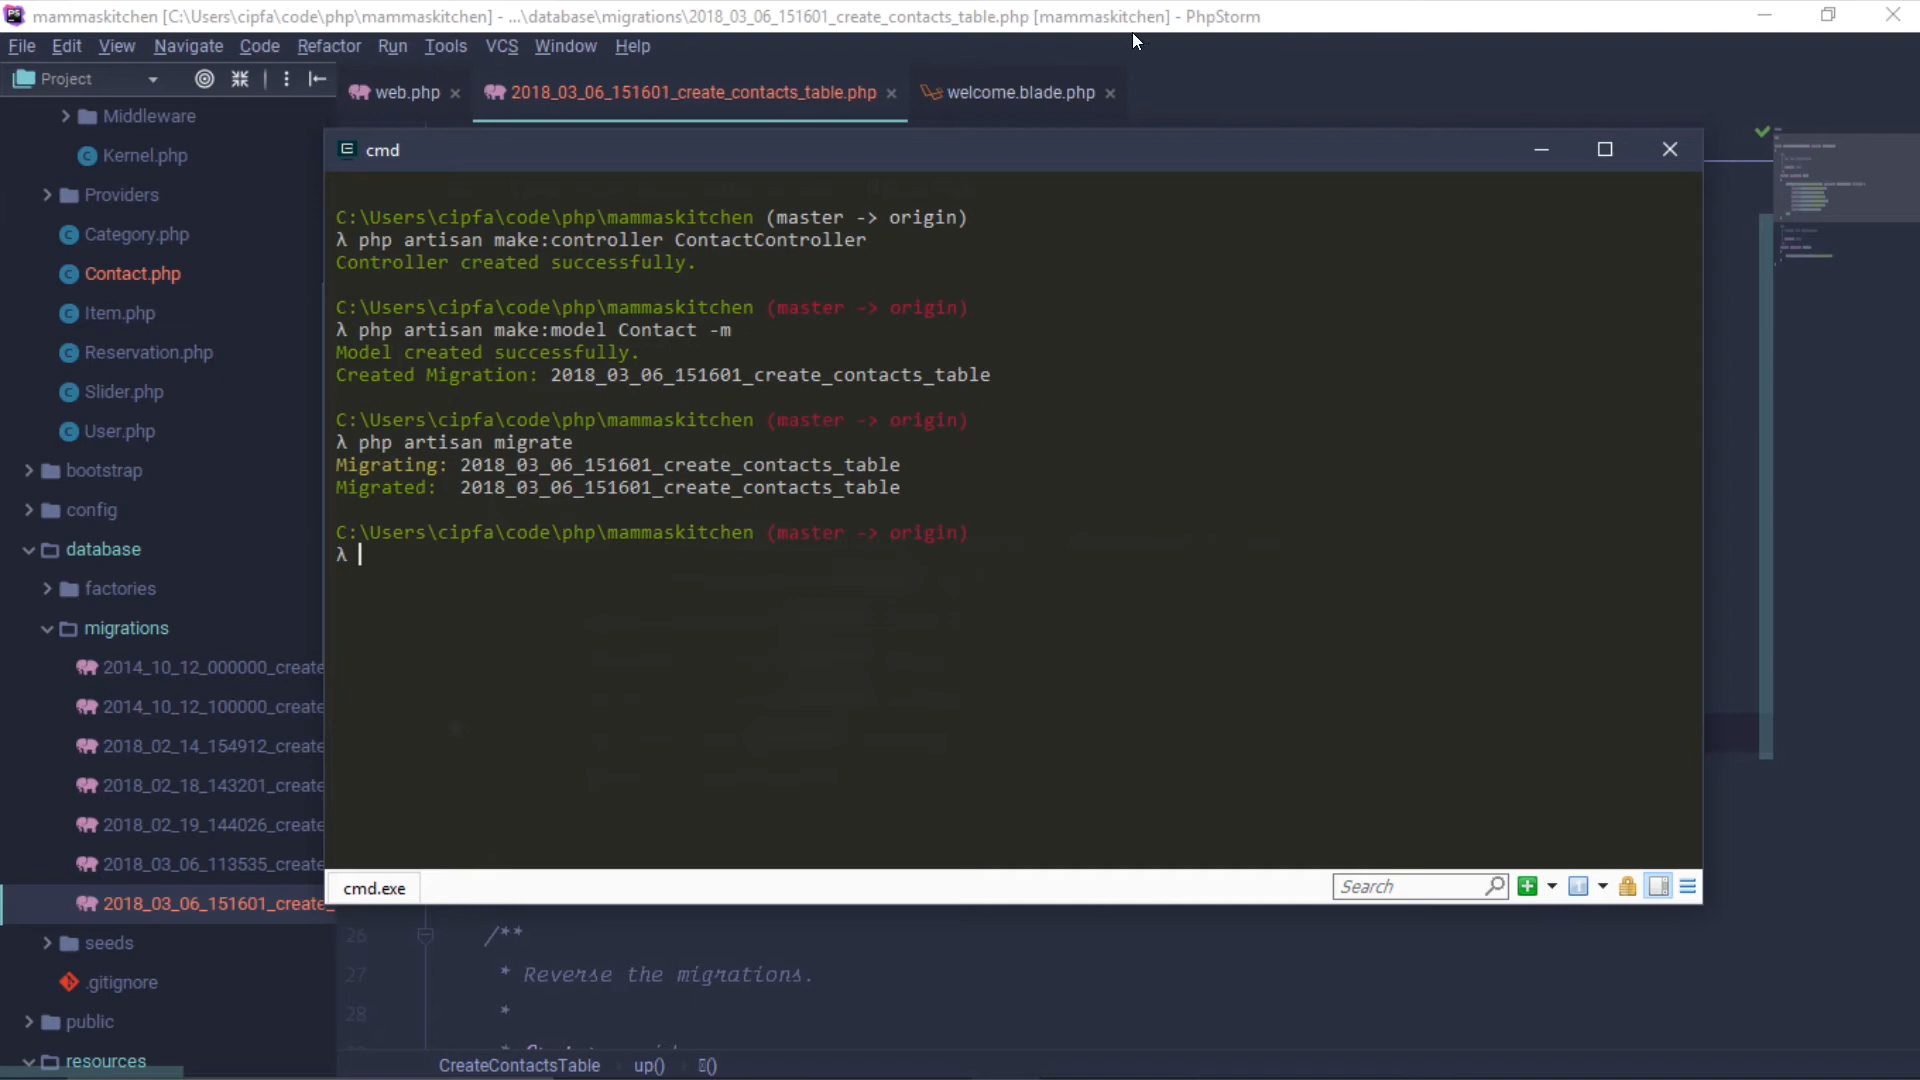 mammaskitchen [C:\Users\cipfa\code\php\mammaskitchen] - ...\database\migrations\2018_03_06_151601_create_contacts_table.php [mammaskitchen] - PhpStorm
File Edit View Navigate Code Refactor Run Tools VCS Window Help
Project
web.php
2018_03_06_151601_create_contacts_table.php
welcome.blade.php
Middleware
Kernel.php
Providers
Category.php
Contact.php
Item.php
Reservation.php
Slider.php
User.php
bootstrap
config
database
factories
migrations
2014_10_12_000000_create
2014_10_12_100000_create
2018_02_14_154912_create
2018_02_18_143201_create
2018_02_19_144026_create
2018_03_06_113535_create
2018_03_06_151601_create_
seeds
.gitignore
public
resources
cmd
C:\Users\cipfa\code\php\mammaskitchen (master -> origin)
λ php artisan make:controller ContactController
Controller created successfully.
C:\Users\cipfa\code\php\mammaskitchen (master -> origin)
λ php artisan make:model Contact -m
Model created successfully.
Created Migration: 2018_03_06_151601_create_contacts_table
C:\Users\cipfa\code\php\mammaskitchen (master -> origin)
λ php artisan migrate
Migrating: 2018_03_06_151601_create_contacts_table
Migrated:  2018_03_06_151601_create_contacts_table
C:\Users\cipfa\code\php\mammaskitchen (master -> origin)
λ
cmd.exe
Search
26 /**
27 * Reverse the migrations.
28 *
CreateContactsTable up()